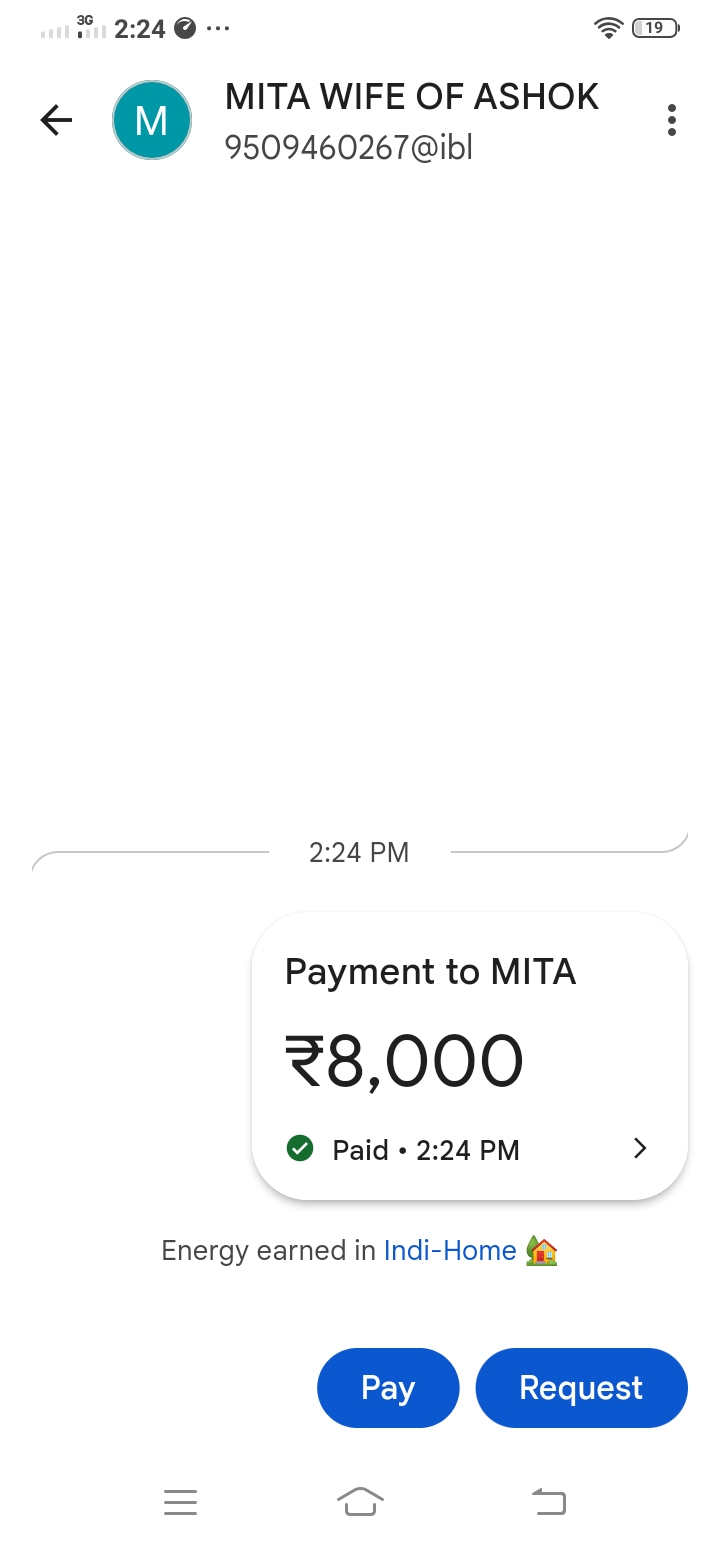 3G 2:24 ... 19
MITA WIFE OF ASHOK
M
9509460267@ibl
2:24 PM
Payment to MITA
₹8,000
Paid • 2:24 PM
Energy earned in Indi-Home
Pay Request